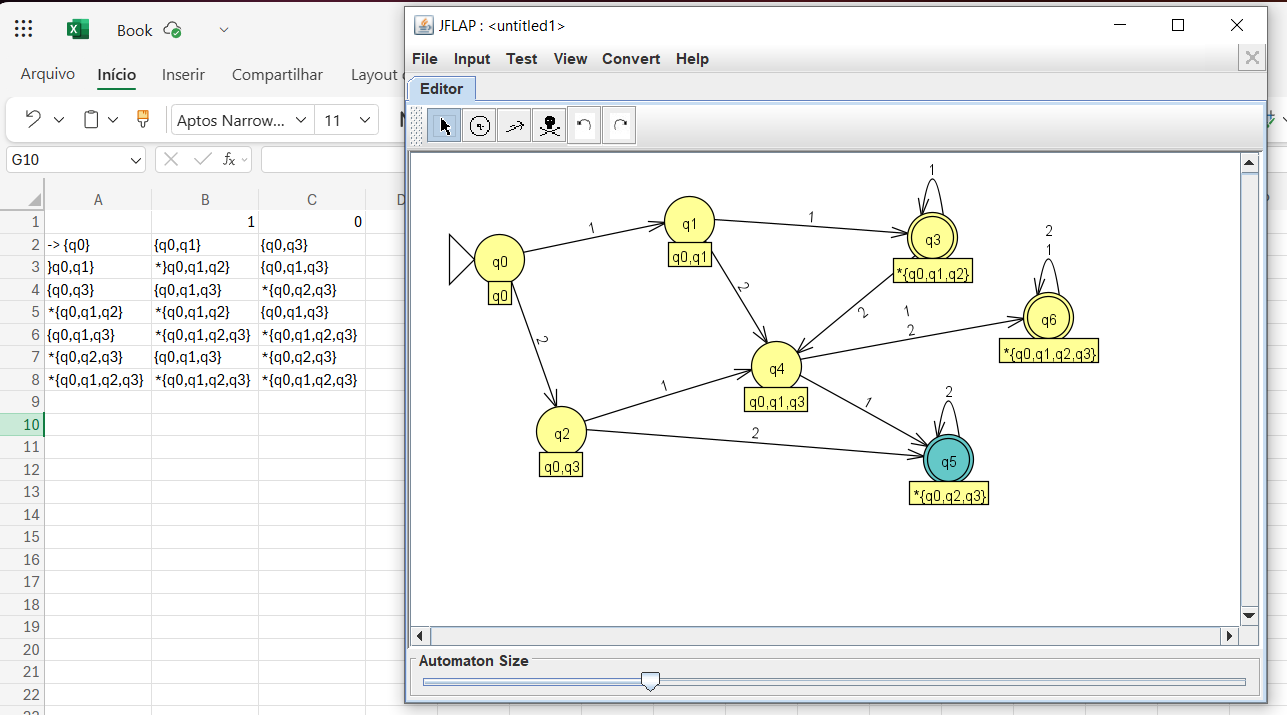 Book
Arquivo Início Inserir Compartilhar Layout
Aptos Narrow... 11
G10 fx
A B C D
1 1 0
2 -> {q0} {q0,q1} {q0,q3}
3 }q0,q1} *}q0,q1,q2} {q0,q1,q3}
4 {q0,q3} {q0,q1,q3} *{q0,q2,q3}
5 *{q0,q1,q2} *{q0,q1,q2} {q0,q1,q3}
6 {q0,q1,q3} *{q0,q1,q2,q3} *{q0,q1,q2,q3}
7 *{q0,q2,q3} {q0,q1,q3} *{q0,q2,q3}
8 *{q0,q1,q2,q3} *{q0,q1,q2,q3} *{q0,q1,q2,q3}
9
10
11
12
13
14
15
16
17
18
19
20
21
22
JFLAP : <untitled1>
File Input Test View Convert Help
Editor
1
1
1
q1
q0,q1
q3
*{q0,q1,q2}
q0
q0
2
1
2
2
2
1
2
q6
*{q0,q1,q2,q3}
q4
q0,q1,q3
1
1
2
2
q2
q0,q3
q5
*{q0,q2,q3}
Automaton Size